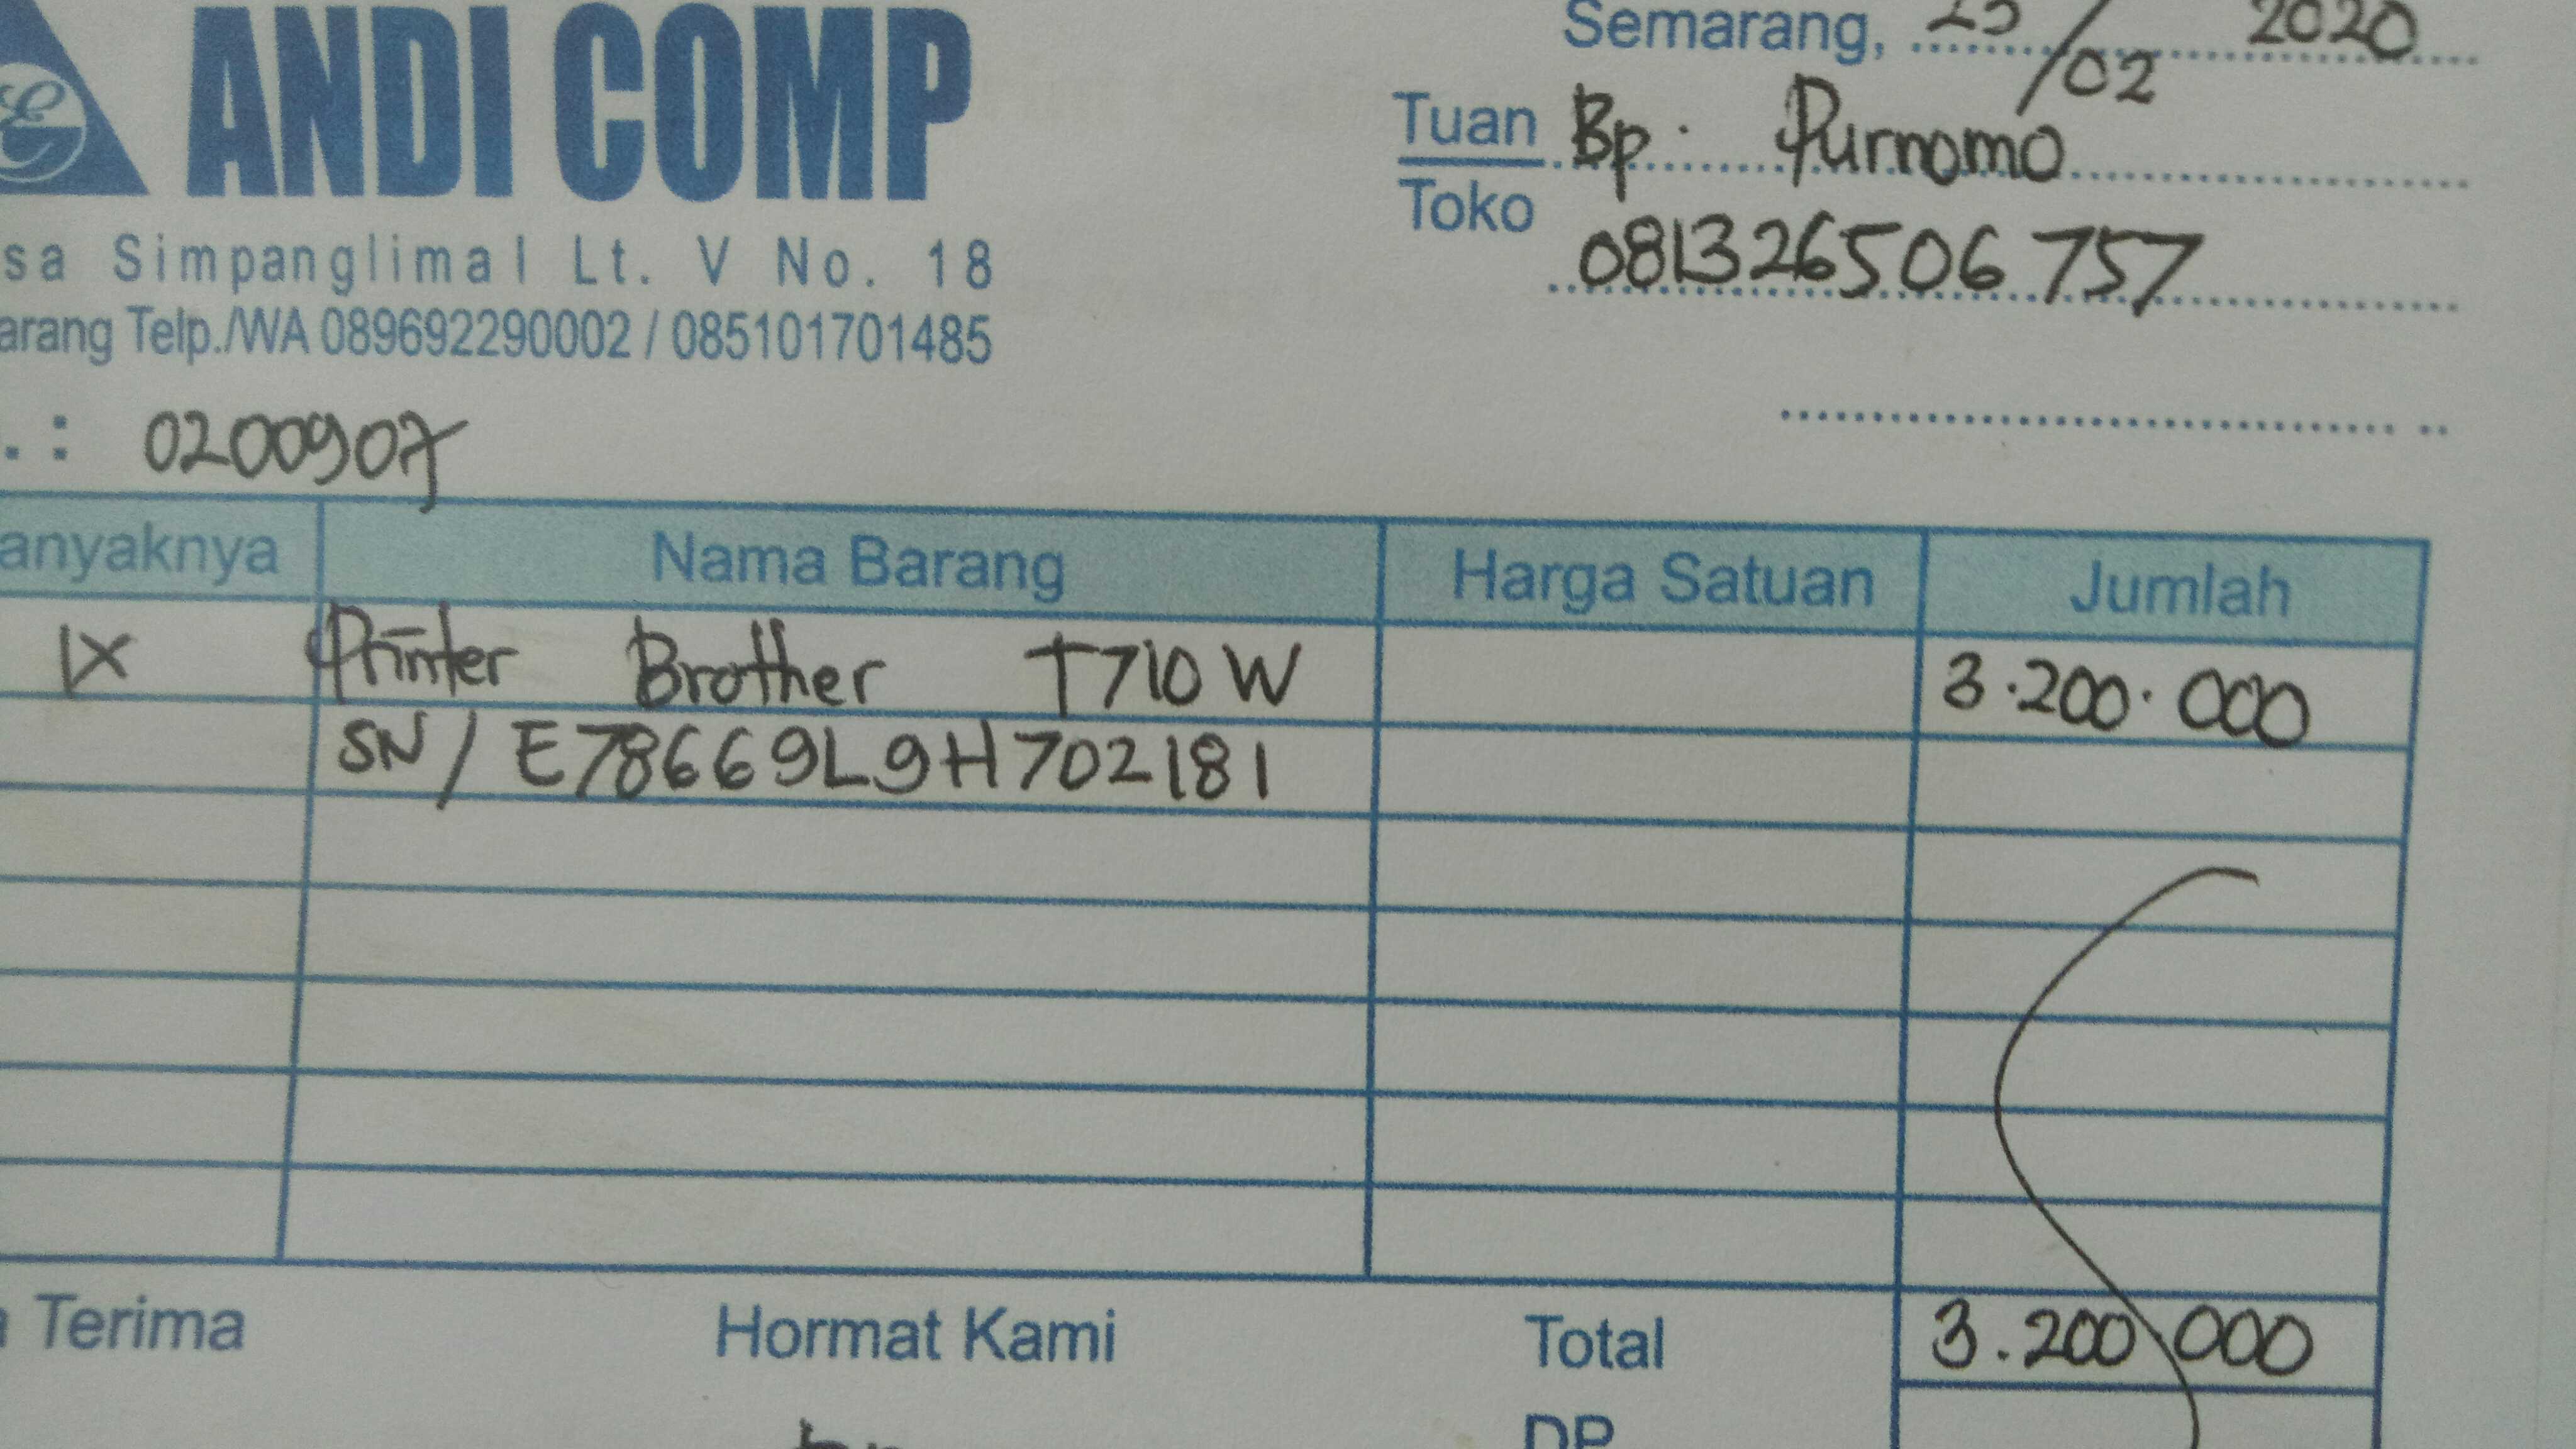 ANDI COMP
sa Simpanglima I Lt. V No. 18
arang Telp./WA 089692290002 / 085101701485
. : 0200907
Semarang, 25/02 2020
Tuan Bp. Purnomo
Toko
081326506757
anyaknya Nama Barang Harga Satuan Jumlah
1X Printer Brother T710W 3.200.000
SN/ E78669L9H702181
Terima Hormat Kami Total 3.200.000
DP